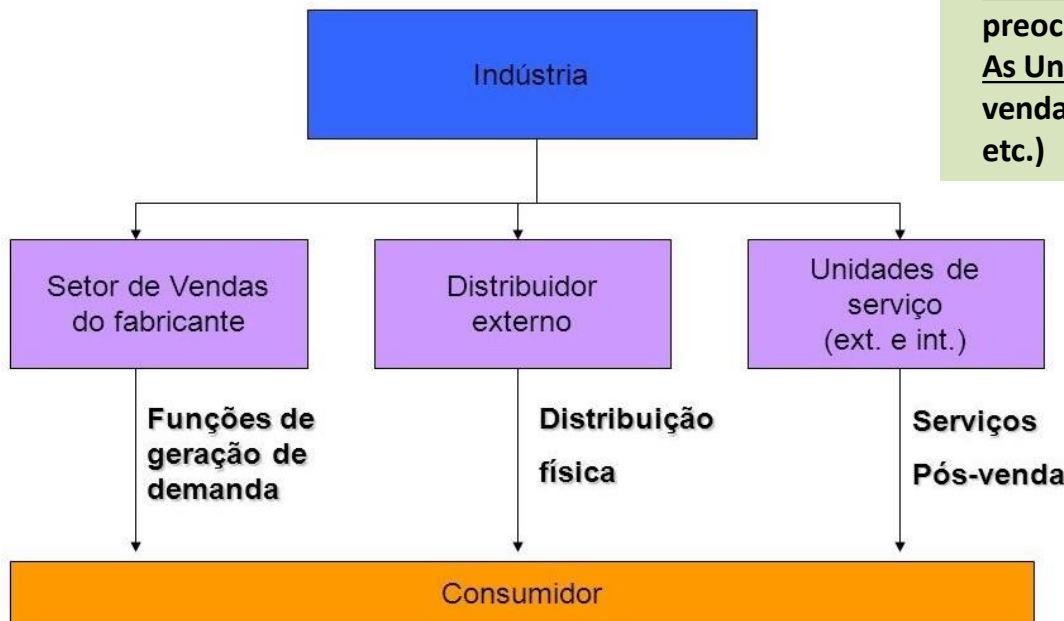 Indústria
preoc
As Un
venda
etc.)
Setor de Vendas
do fabricante
Distribuidor
externo
Unidades de
serviço
(ext. e int.)
Funções de
geração de
demanda
Distribuição
física
Serviços
Pós-venda
Consumidor